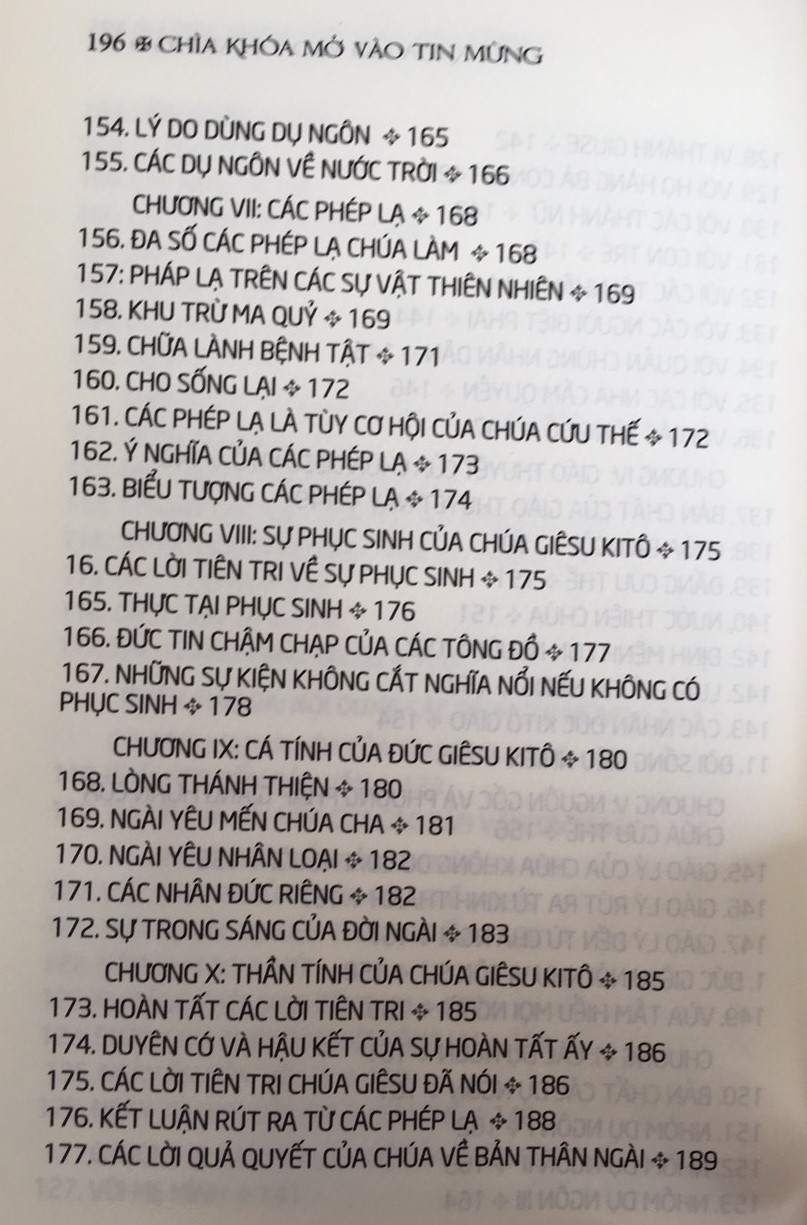 196 ✠ CHÌA KHÓA MỞ VÀO TIN MỪNG
154. LÝ DO DÙNG DỤ NGÔN ✥ 165
155. CÁC DỤ NGÔN VỀ NƯỚC TRỜI ✥ 166
CHƯƠNG VII: CÁC PHÉP LẠ ✥ 168
156. ĐA SỐ CÁC PHÉP LẠ CHÚA LÀM ✥ 168
157: PHÁP LẠ TRÊN CÁC SỰ VẬT THIÊN NHIÊN ✥ 169
158. KHU TRỪ MA QUỶ ✥ 169
159. CHỮA LÀNH BỆNH TẬT ✥ 171
160. CHO SỐNG LẠI ✥ 172
161. CÁC PHÉP LẠ LÀ TÙY CƠ HỘI CỦA CHÚA CỨU THẾ ✥ 172
162. Ý NGHĨA CỦA CÁC PHÉP LẠ ✥ 173
163. BIỂU TƯỢNG CÁC PHÉP LẠ ✥ 174
CHƯƠNG VIII: SỰ PHỤC SINH CỦA CHÚA GIÊSU KITÔ ✥ 175
16. CÁC LỜI TIÊN TRI VỀ SỰ PHỤC SINH ✥ 175
165. THỰC TẠI PHỤC SINH ✥ 176
166. ĐỨC TIN CHẬM CHẠP CỦA CÁC TÔNG ĐỒ ✥ 177
167. NHỮNG SỰ KIỆN KHÔNG CẮT NGHĨA NỔI NẾU KHÔNG CÓ
PHỤC SINH ✥ 178
CHƯƠNG IX: CÁ TÍNH CỦA ĐỨC GIÊSU KITÔ ✥ 180
168. LÒNG THÁNH THIỆN ✥ 180
169. NGÀI YÊU MẾN CHÚA CHA ✥ 181
170. NGÀI YÊU NHÂN LOẠI ✥ 182
171. CÁC NHÂN ĐỨC RIÊNG ✥ 182
172. SỰ TRONG SÁNG CỦA ĐỜI NGÀI ✥ 183
CHƯƠNG X: THẦN TÍNH CỦA CHÚA GIÊSU KITÔ ✥ 185
173. HOÀN TẤT CÁC LỜI TIÊN TRI ✥ 185
174. DUYÊN CỚ VÀ HẬU KẾT CỦA SỰ HOÀN TẤT ẤY ✥ 186
175. CÁC LỜI TIÊN TRI CHÚA GIÊSU ĐÃ NÓI ✥ 186
176. KẾT LUẬN RÚT RA TỪ CÁC PHÉP LẠ ✥ 188
177. CÁC LỜI QUẢ QUYẾT CỦA CHÚA VỀ BẢN THÂN NGÀI ✥ 189